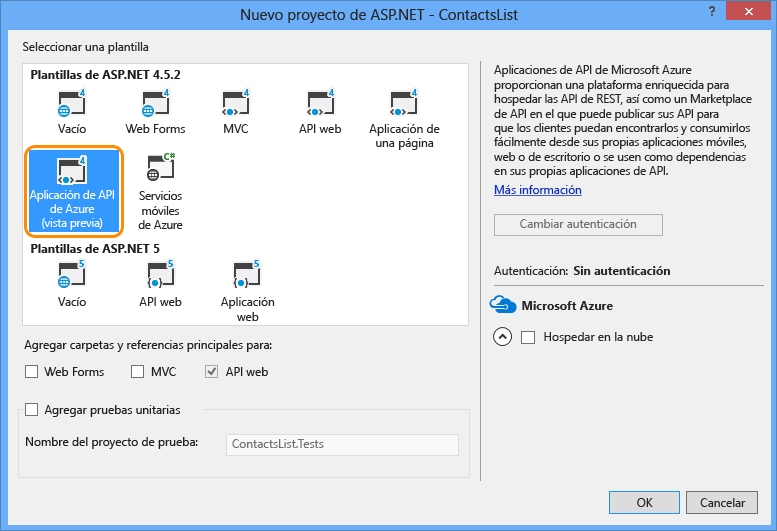 Nuevo proyecto de ASP.NET - ContactsList
?
Seleccionar una plantilla
Plantillas de ASP.NET 4.5.2
4
Vacío
4
Web Forms
4
MVC
4
API web
4
Aplicación de
una página
4
Aplicación de API
de Azure
(vista previa)
C#
Servicios
móviles
de Azure
Plantillas de ASP.NET 5
5
Vacío
5
API web
5
Aplicación
web
Agregar carpetas y referencias principales para:
Web Forms
MVC
API web
Agregar pruebas unitarias
Nombre del proyecto de prueba:
ContactsList.Tests
Aplicaciones de API de Microsoft Azure
proporcionan una plataforma enriquecida para
hospedar las API de REST, así como un Marketplace
de API en el que puede publicar sus API para
que los clientes puedan encontrarlos y consumirlos
fácilmente desde sus propias aplicaciones móviles,
web o de escritorio o se usen como dependencias
en sus propias aplicaciones de API.
Más información
Cambiar autenticación
Autenticación: Sin autenticación
Microsoft Azure
Hospedar en la nube
OK
Cancelar